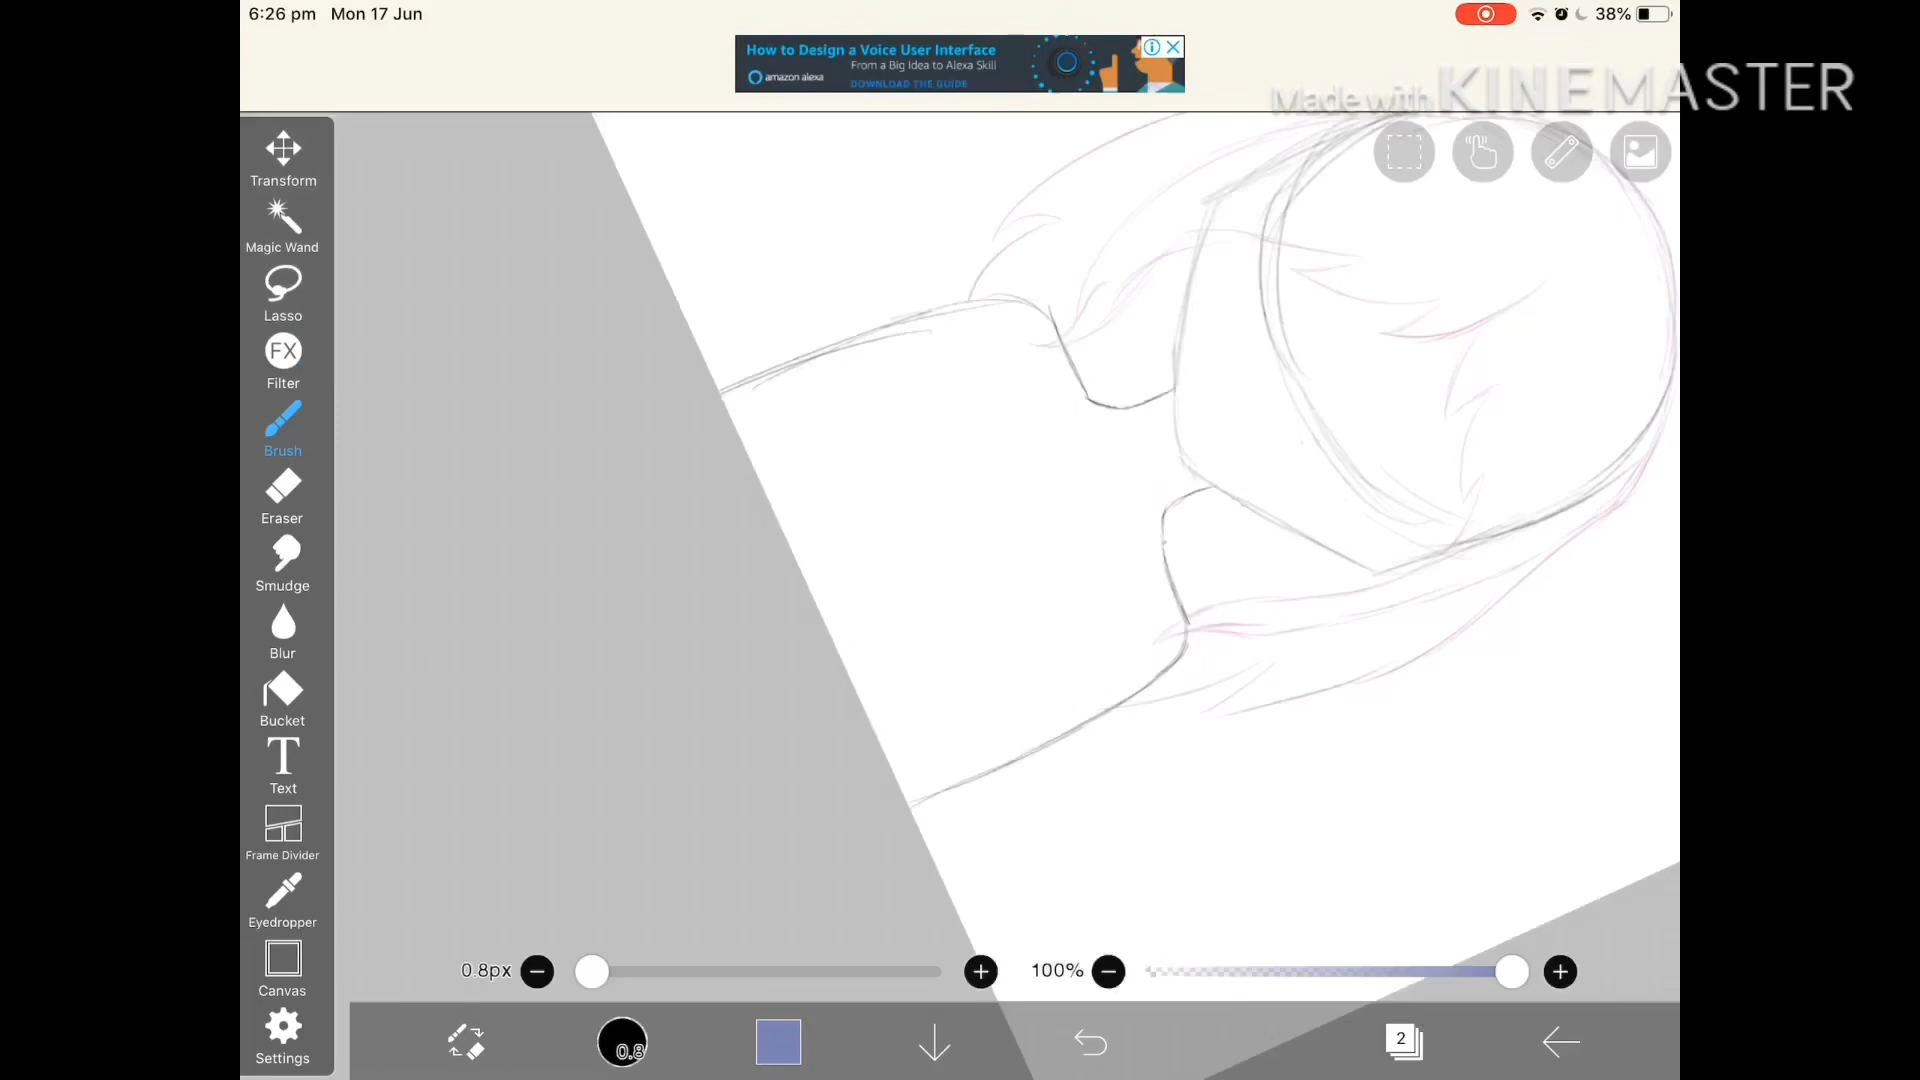 6:26 pm Mon 17 Jun
38%
How to Design a Voice User Interface
From a Big Idea to Alexa Skill
amazon alexa
DOWNLOAD THE GUIDE
Made with KINEMASTER
Transform
Magic Wand
Lasso
FX
Filter
Brush
Eraser
Smudge
Blur
Bucket
T
Text
Frame Divider
Eyedropper
Canvas
Settings
0.8px
100%
0.8
2